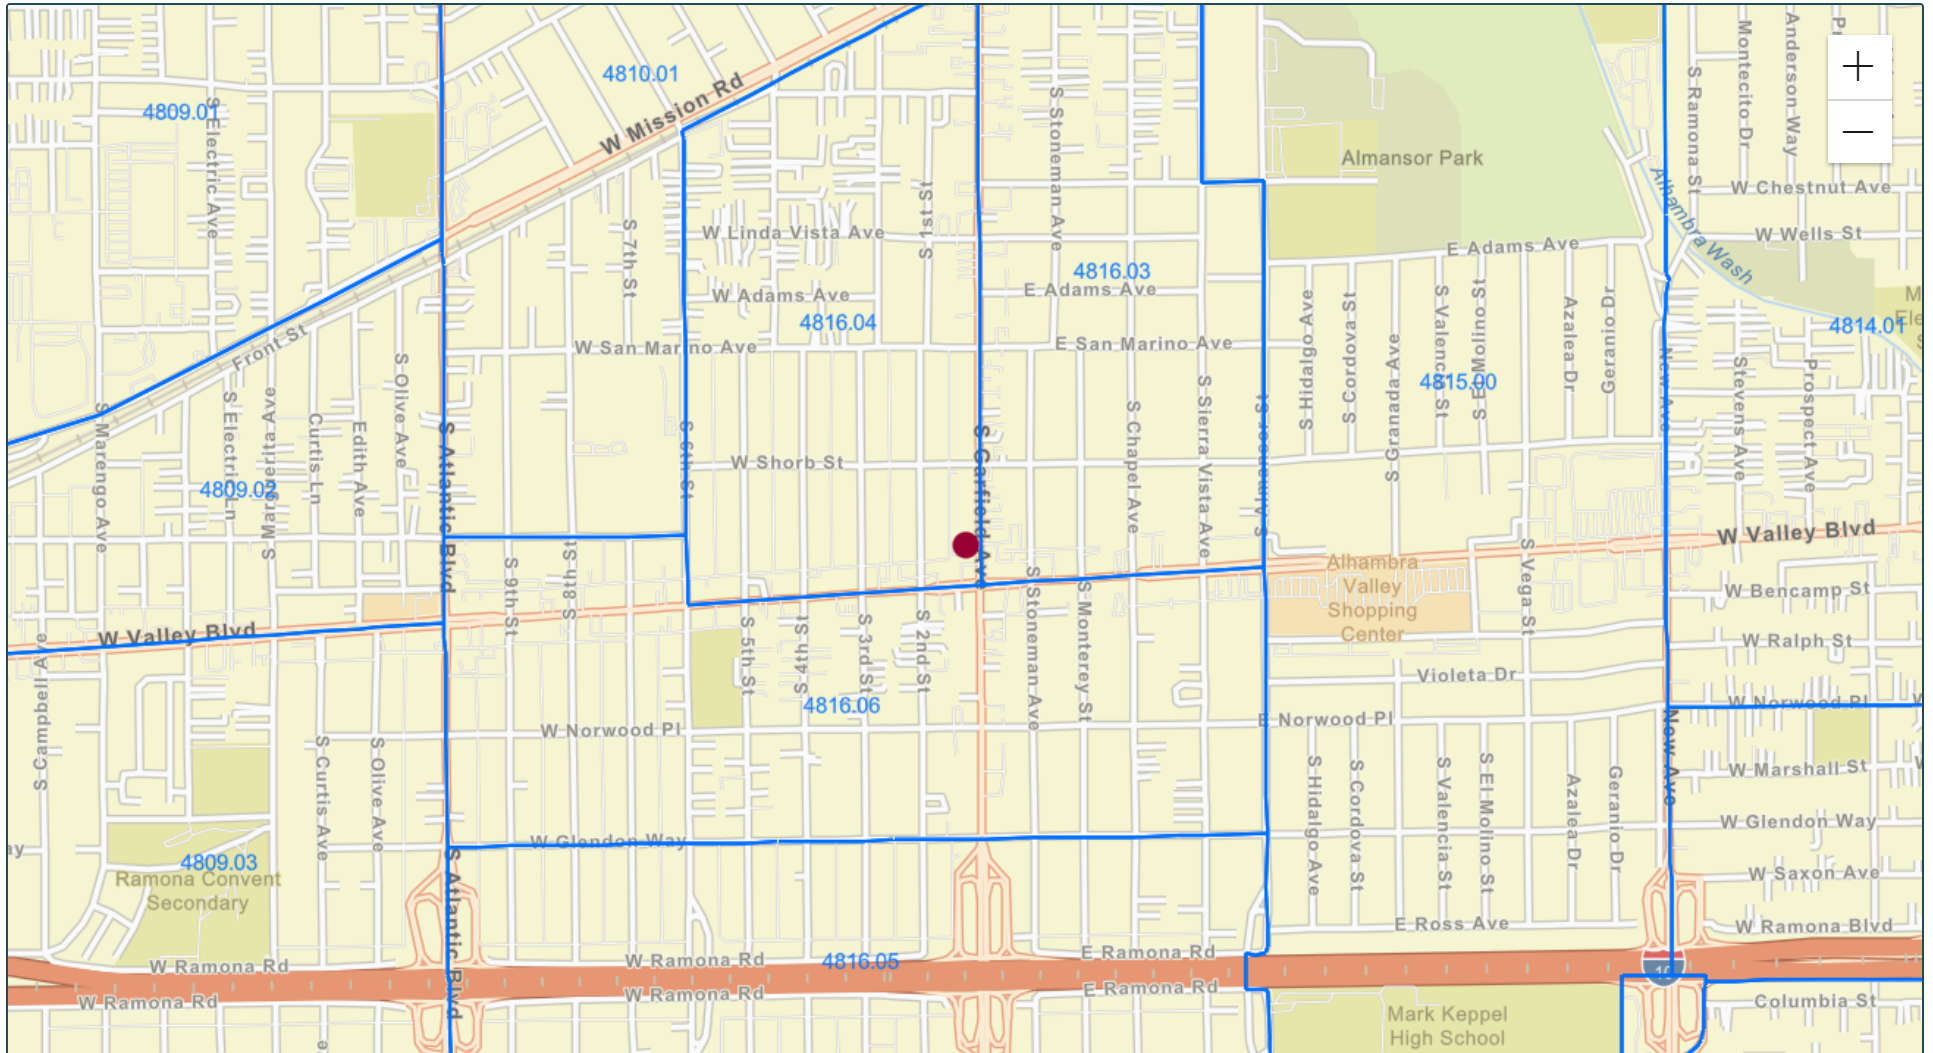 4810.01
4809.01
S Electric Ave
W Mission Rd
S Stoneman Ave
Almansor Park
S Ramona St
Montecito Dr
Anderson Way
+
−
W Chestnut Ave
Alhambra Wash
S 7th St
W Linda Vista Ave
S 1st St
W Wells St
E Adams Ave
4816.03
E Adams Ave
W Adams Ave
4816.04
S Hidalgo Ave
S Cordova St
S Valencia St
S El Molino St
Azalea Dr
Geranio Dr
4814.01
Front St
W San Marino Ave
E San Marino Ave
S Granada Ave
4815.00
New Ave
Stevens Ave
Prospect Ave
S Marengo Ave
S Electric Ln
S Marguerita Ave
Curtis Ln
Edith Ave
S Olive Ave
S Atlantic Blvd
S 6th St
W Shorb St
S Garfield Ave
S Chapel Ave
S Sierra Vista Ave
S Almansor St
4809.02
W Valley Blvd
S 9th St
S 8th St
Alhambra
Valley
Shopping
Center
S Vega St
W Bencamp St
W Valley Blvd
S Campbell Ave
S 5th St
S 4th St
S 3rd St
S 2nd St
S Stoneman Ave
S Monterey St
W Ralph St
Violeta Dr
4816.06
W Norwood Pl
W Norwood Pl
E Norwood Pl
New Ave
S Curtis Ave
S Olive Ave
S Hidalgo Ave
S Cordova St
S Valencia St
S El Molino St
Azalea Dr
Geranio Dr
W Marshall St
W Glendon Way
W Glendon Way
4809.03
Ramona Convent
Secondary
S Atlantic Blvd
W Saxon Ave
E Ross Ave
W Ramona Blvd
W Ramona Rd
W Ramona Rd
4816.05
E Ramona Rd
10
W Ramona Rd
W Ramona Rd
E Ramona Rd
Columbia St
Mark Keppel
High School